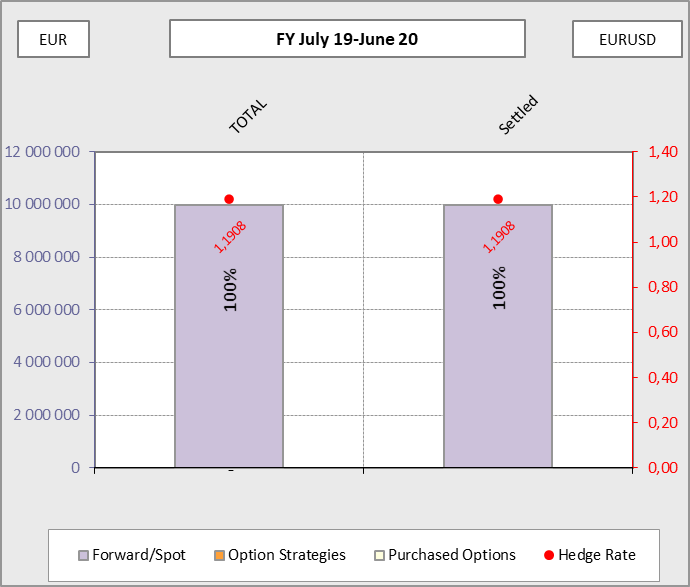 EUR
FY July 19-June 20
EURUSD
TOTAL
Settled
12 000 000
10 000 000
8 000 000
6 000 000
4 000 000
2 000 000
0
1,40
1,20
1,00
0,80
0,60
0,40
0,20
0,00
1,1908
1,1908
100%
100%
-
Forward/Spot
Option Strategies
Purchased Options
Hedge Rate